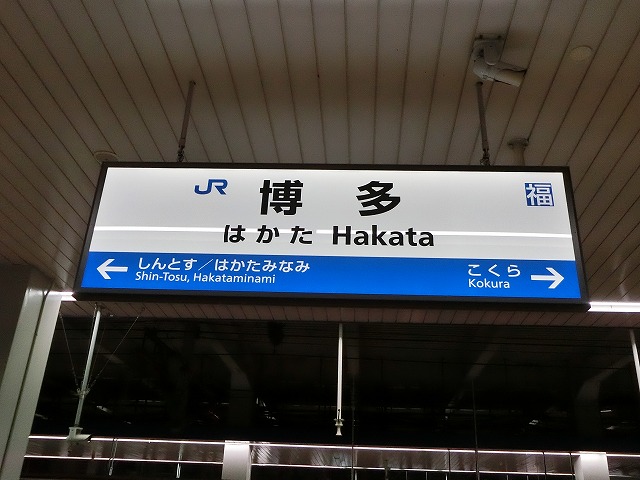 JR 博多 福
はかた Hakata
← しんとす／はかたみなみ こくら →
Shin-Tosu, Hakataminami Kokura